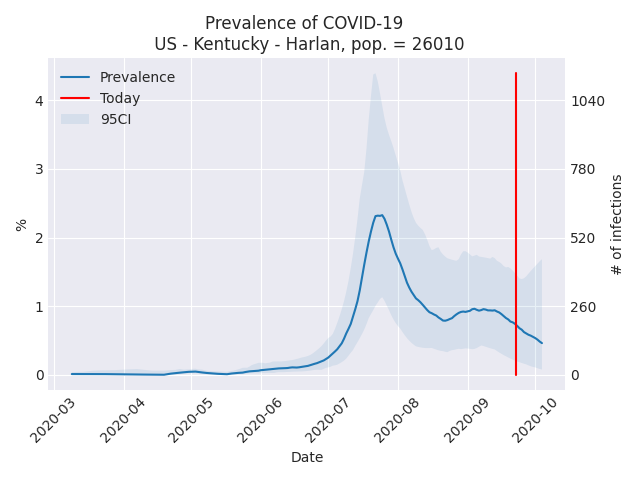 Prevalence of COVID-19
US - Kentucky - Harlan, pop. = 26010
Prevalence
Today
95CI
4
3
2
1
0
%
1040
780
520
260
0
# of infections
2020-03
2020-04
2020-05
2020-06
2020-07
2020-08
2020-09
2020-10
Date